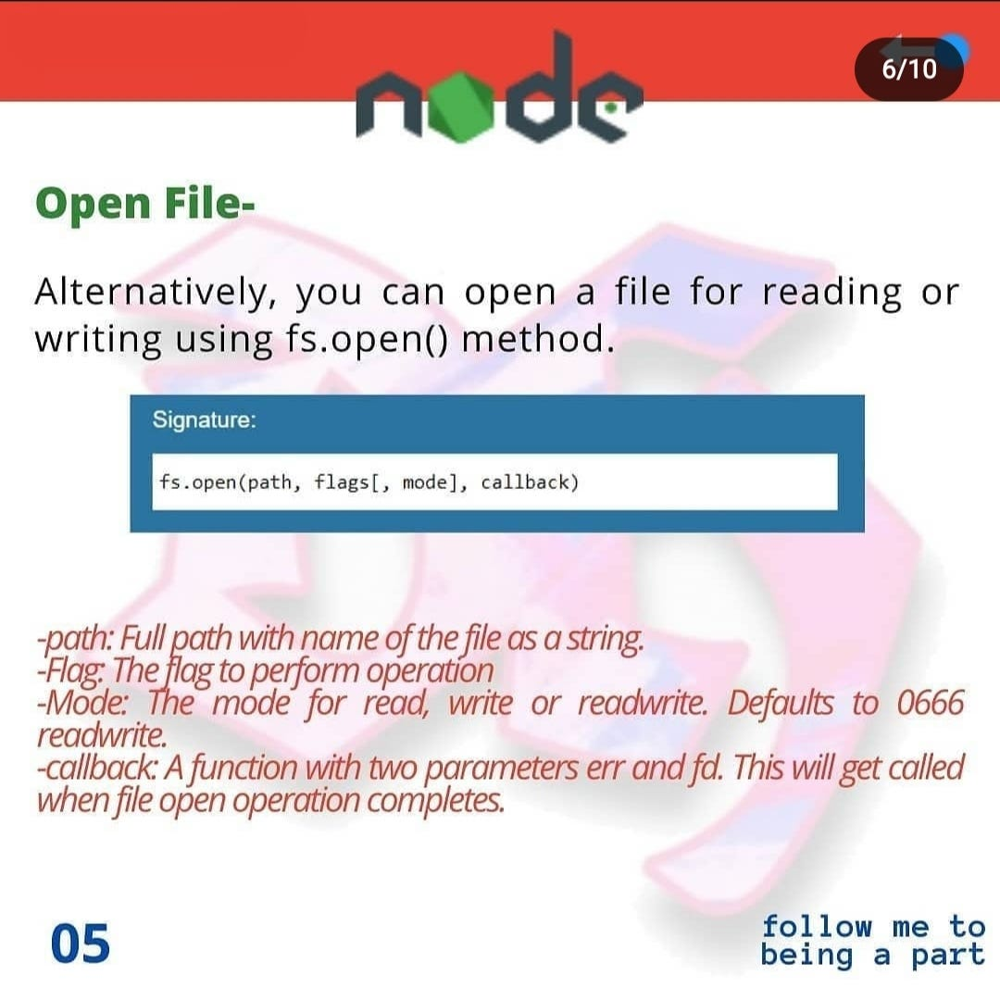 node
6/10
Open File-
Alternatively, you can open a file for reading or
writing using fs.open() method.
Signature:
fs.open(path, flags[, mode], callback)
-path: Full path with name of the file as a string.
-Flag: The flag to perform operation
-Mode: The mode for read, write or readwrite. Defaults to 0666
readwrite.
-callback: A function with two parameters err and fd. This will get called
when file open operation completes.
05
follow me to
being a part